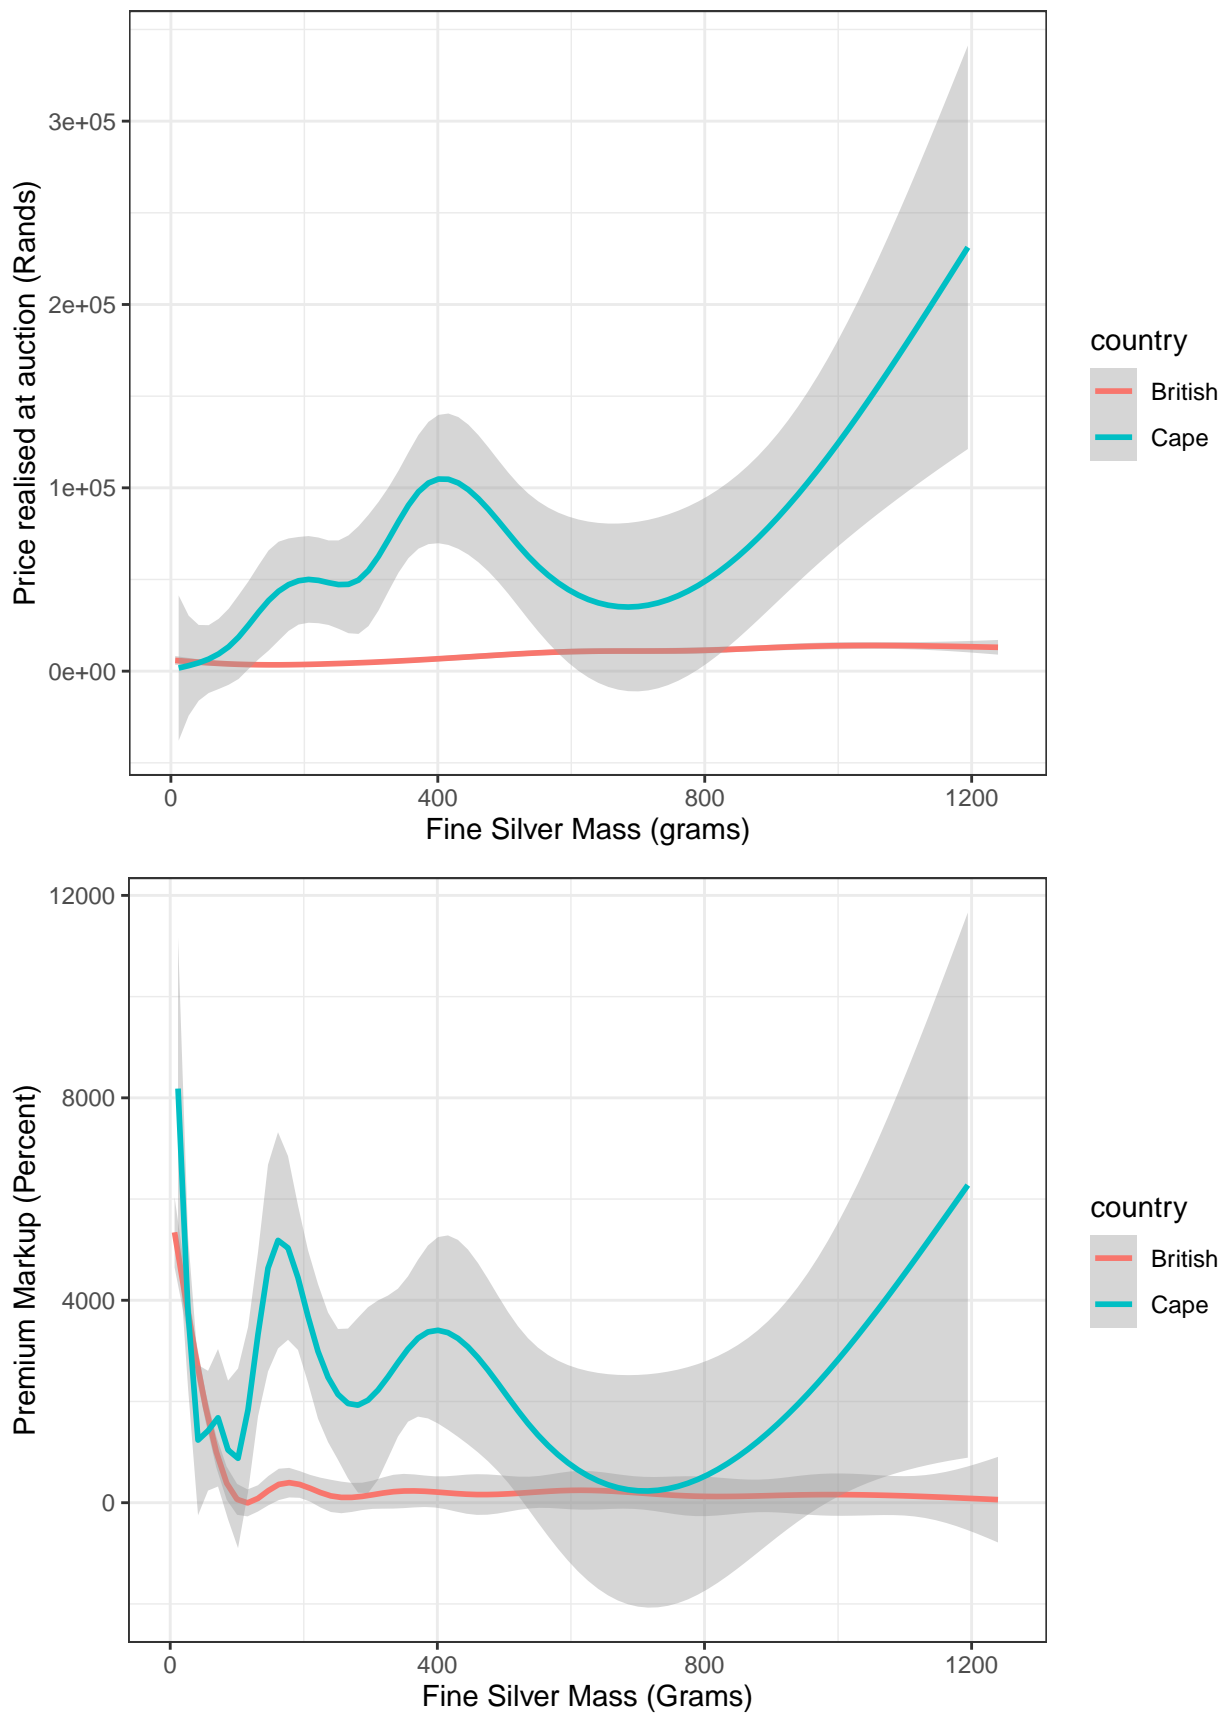 3e+05
2e+05
1e+05
0e+00
Price realised at auction (Rands)
0 400 800 1200
Fine Silver Mass (grams)
country
British
Cape
12000
8000
4000
0
Premium Markup (Percent)
0 400 800 1200
Fine Silver Mass (Grams)
country
British
Cape